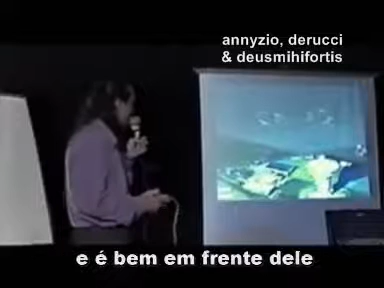 annyzio, derucci
& deusmihifortis
e é bem em frente dele